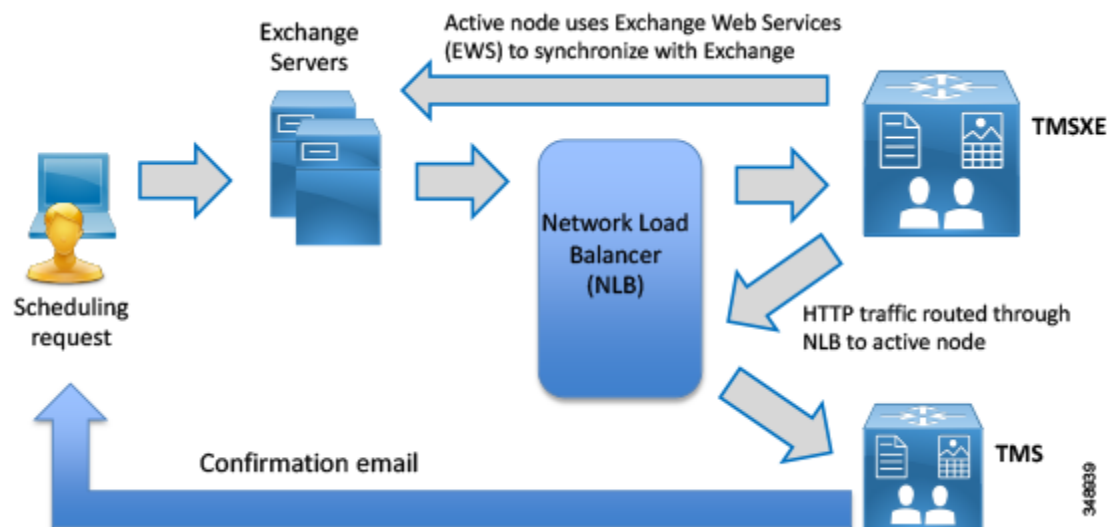 Exchange
Servers
Active node uses Exchange Web Services
(EWS) to synchronize with Exchange
TMSXE
Network Load
Balancer
(NLB)
Scheduling
request
HTTP traffic routed through
NLB to active node
Confirmation email
TMS
348939